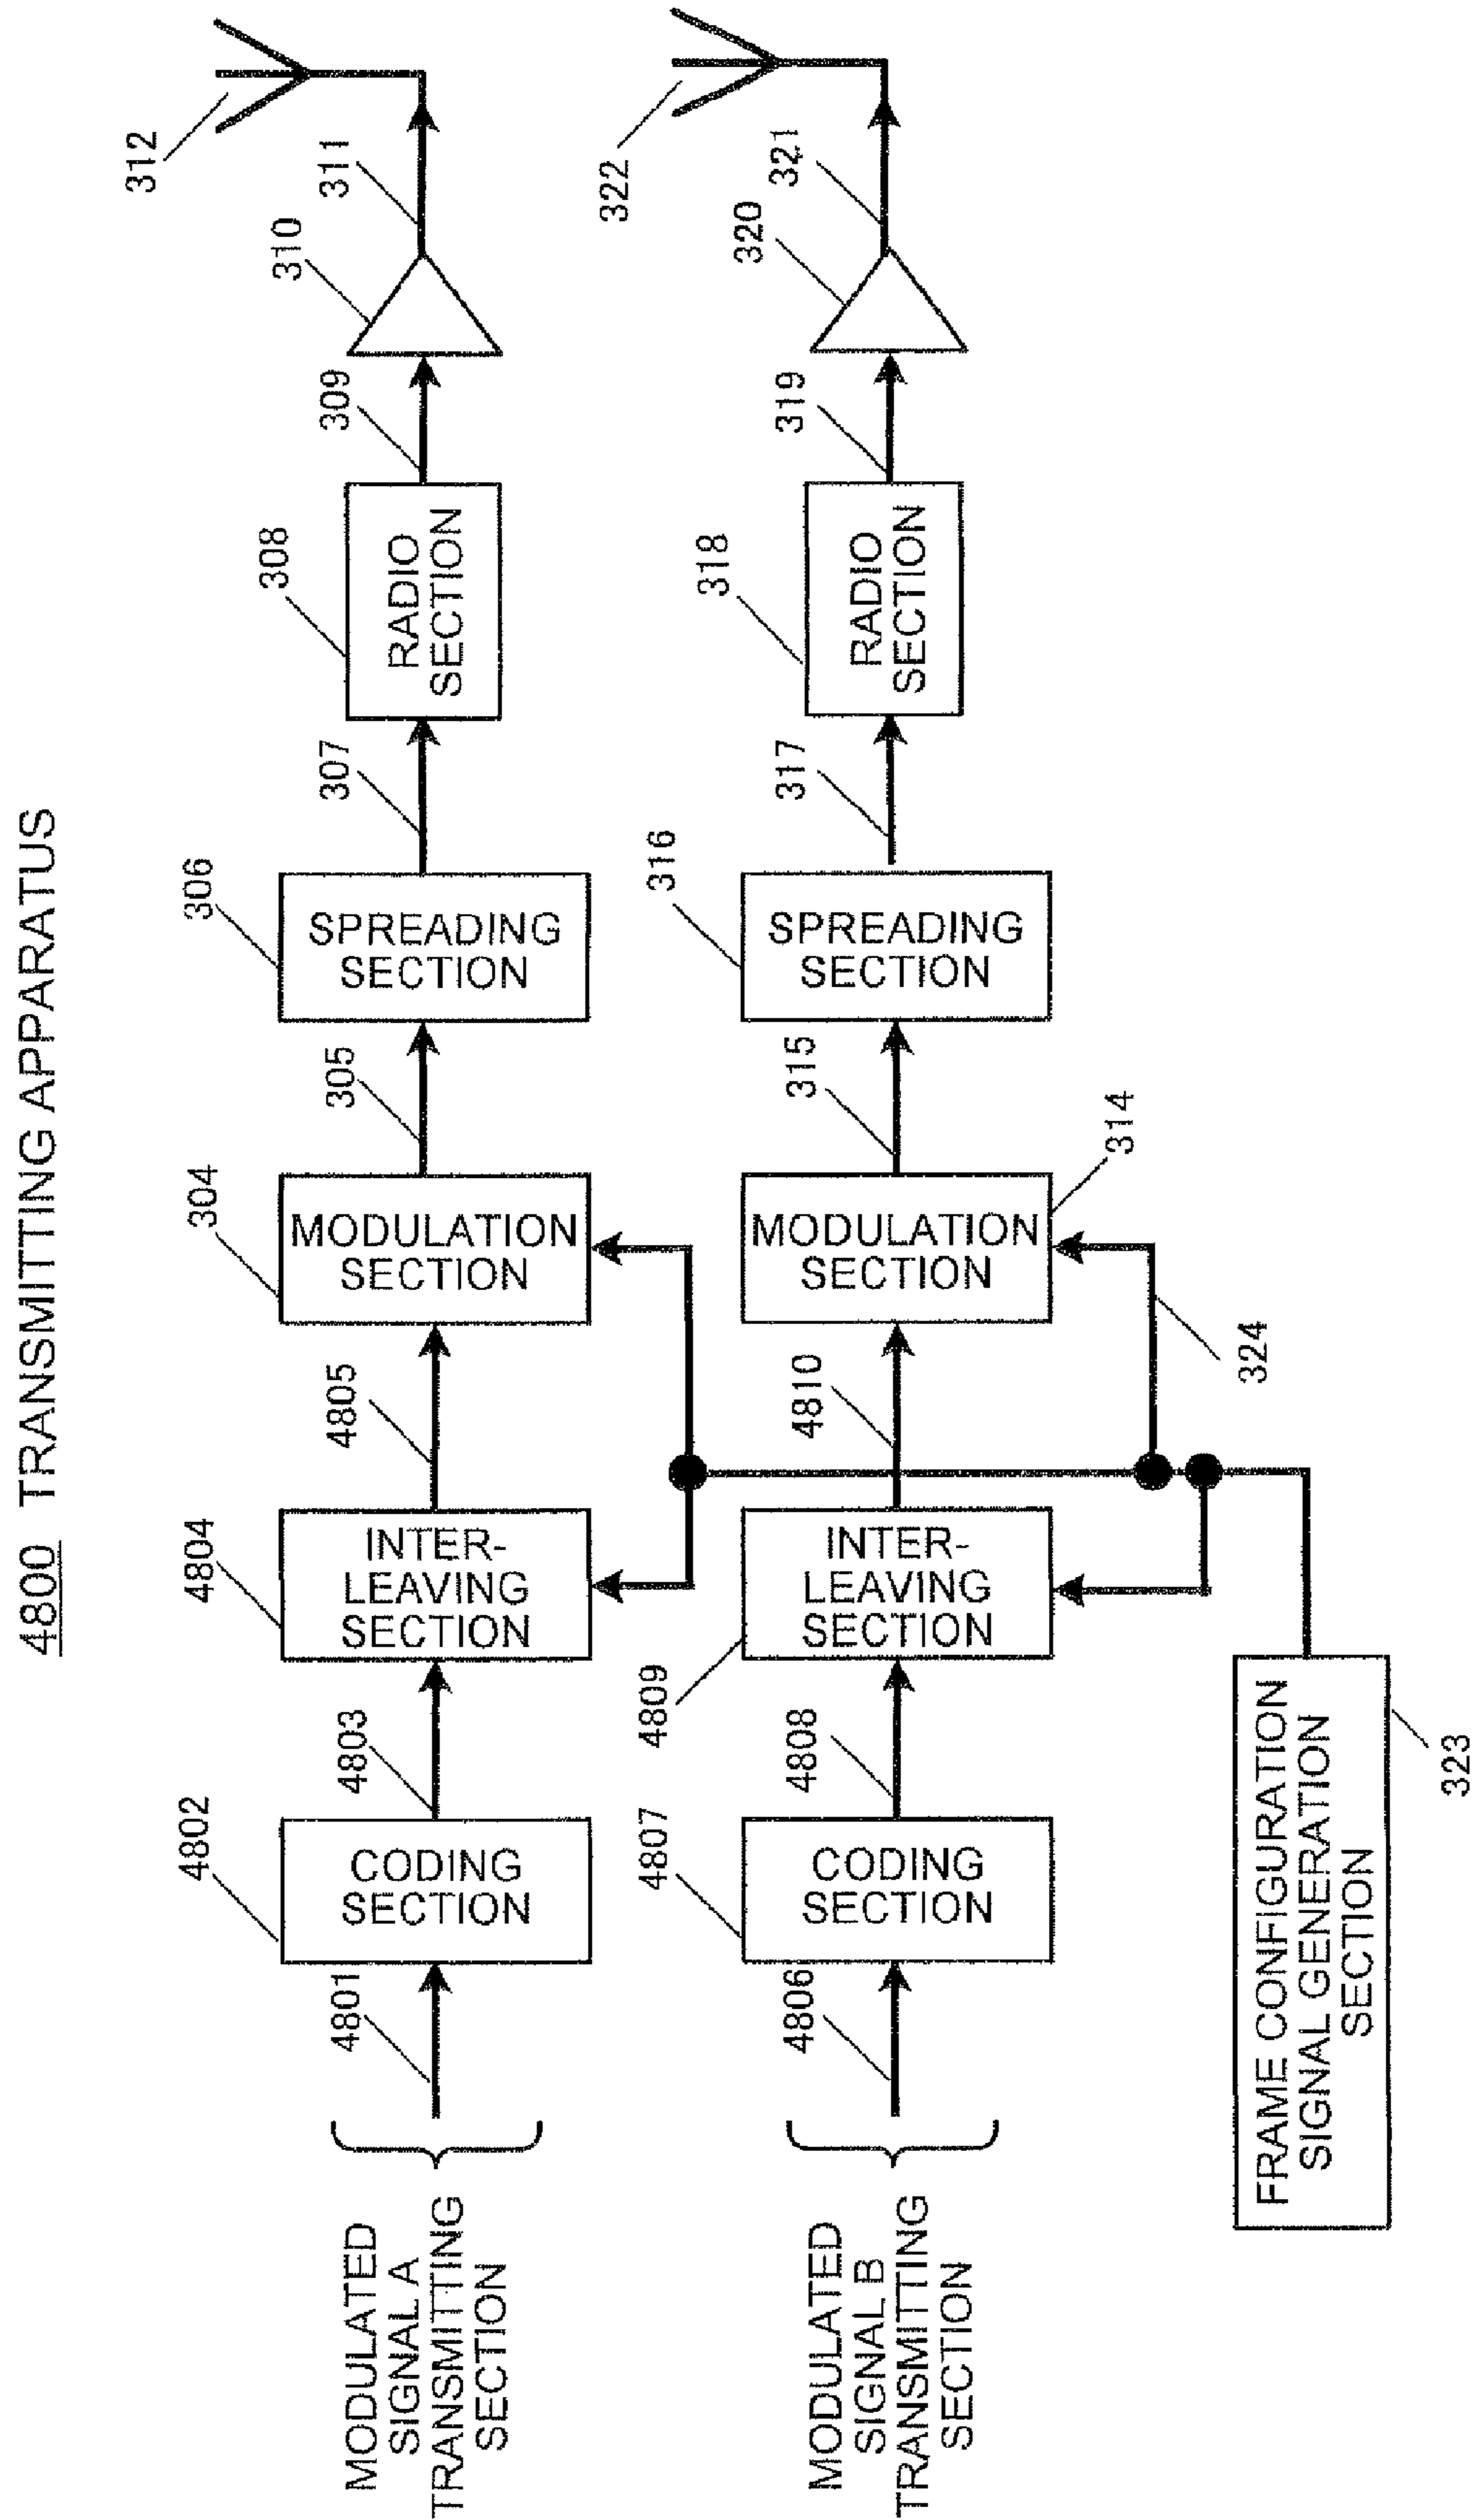 4800 TRANSMITTING APPARATUS
MODULATED
SIGNAL A
TRANSMITTING
SECTION
4801
4802
CODING
SECTION
4803
4804
INTER-
LEAVING
SECTION
4805
304
MODULATION
SECTION
305
306
SPREADING
SECTION
307
308
RADIO
SECTION
309
310
311
312
MODULATED
SIGNAL B
TRANSMITTING
SECTION
4806
4807
CODING
SECTION
4808
4809
INTER-
LEAVING
SECTION
4810
MODULATION
SECTION
314
315
316
SPREADING
SECTION
317
318
RADIO
SECTION
319
320
321
322
324
FRAME CONFIGURATION
SIGNAL GENERATION
SECTION
323